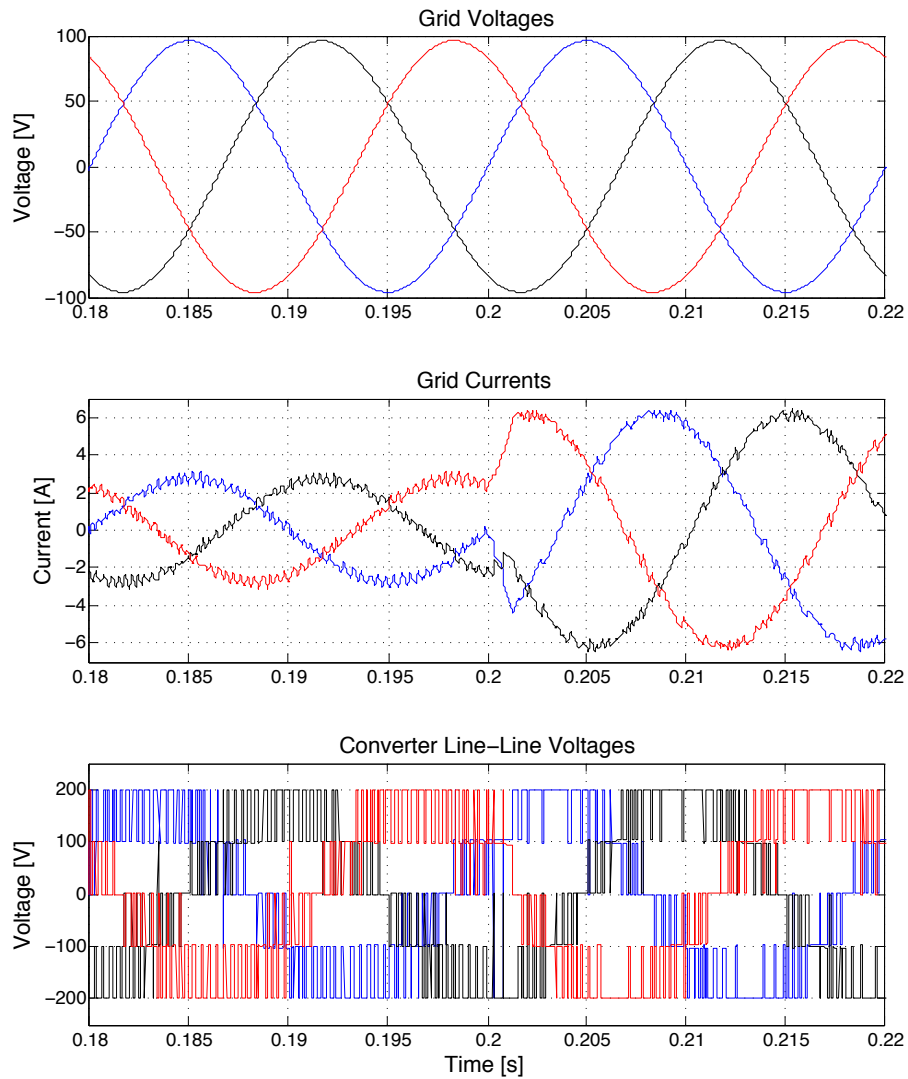 Grid Voltages
Voltage [V]
100
50
0
−50
−100
0.18 0.185 0.19 0.195 0.2 0.205 0.21 0.215 0.22
Grid Currents
Current [A]
6
4
2
0
−2
−4
−6
0.18 0.185 0.19 0.195 0.2 0.205 0.21 0.215 0.22
Converter Line−Line Voltages
Voltage [V]
200
100
0
−100
−200
0.18 0.185 0.19 0.195 0.2 0.205 0.21 0.215 0.22
Time [s]